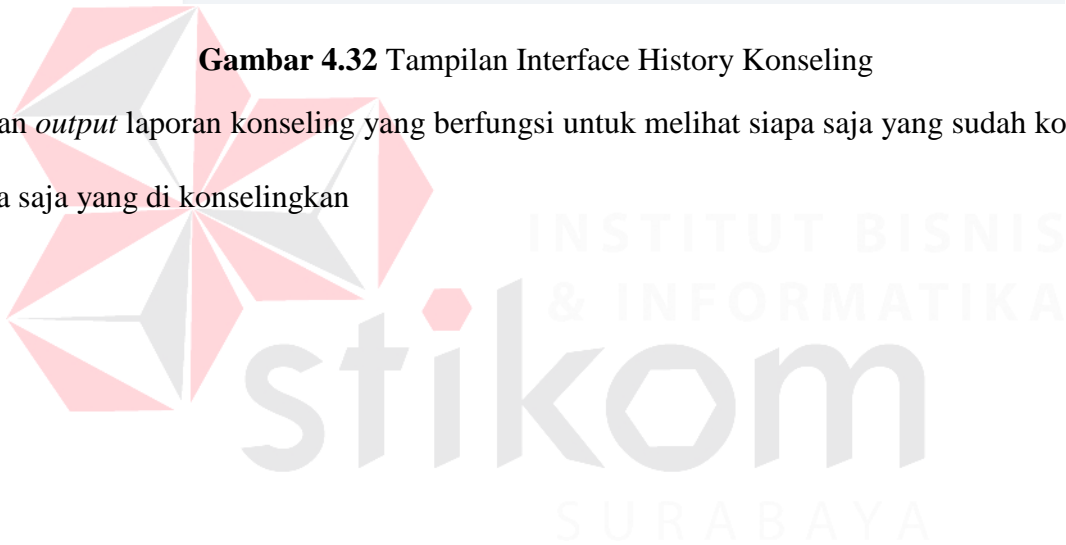 Gambar 4.32 Tampilan Interface History Konseling
an output laporan konseling yang berfungsi untuk melihat siapa saja yang sudah ko
a saja yang di konselingkan
INSTITUT BISNIS
& INFORMATIKA
stikom
SURABAYA